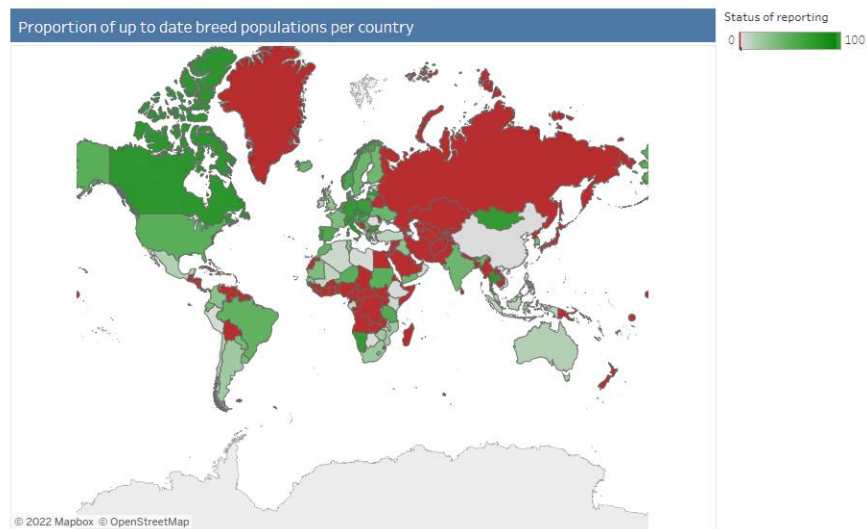 Proportion of up to date breed populations per country
Status of reporting
0 100
© 2022 Mapbox © OpenStreetMap